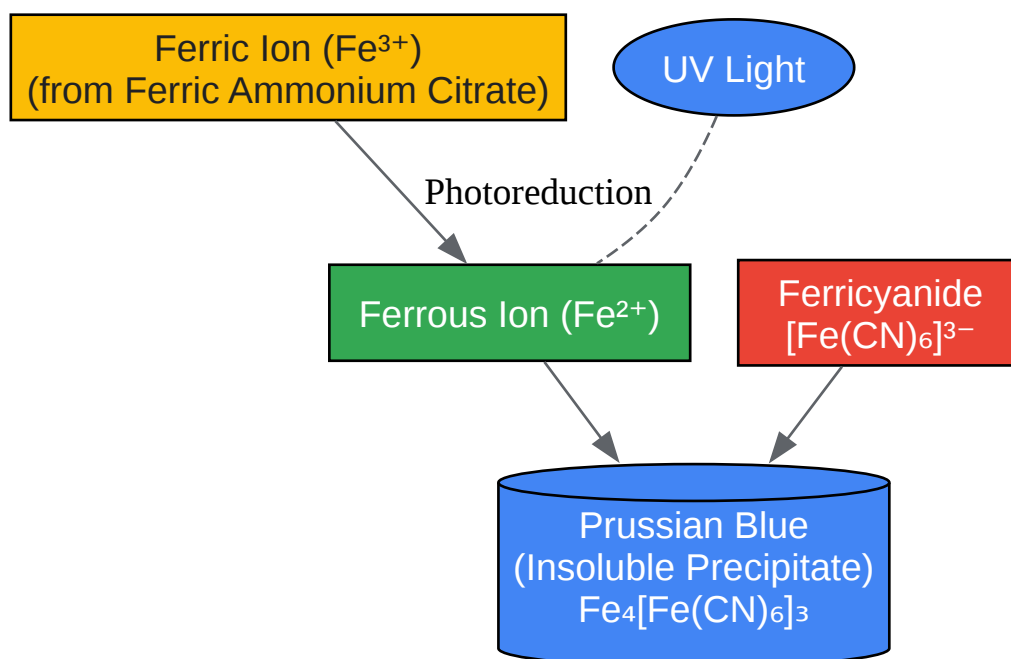 Ferric Ion (Fe³⁺)
(from Ferric Ammonium Citrate)
UV Light
Photoreduction
Ferrous Ion (Fe²⁺)
Ferricyanide
[Fe(CN)₆]³⁻
Prussian Blue
(Insoluble Precipitate)
Fe₄[Fe(CN)₆]₃